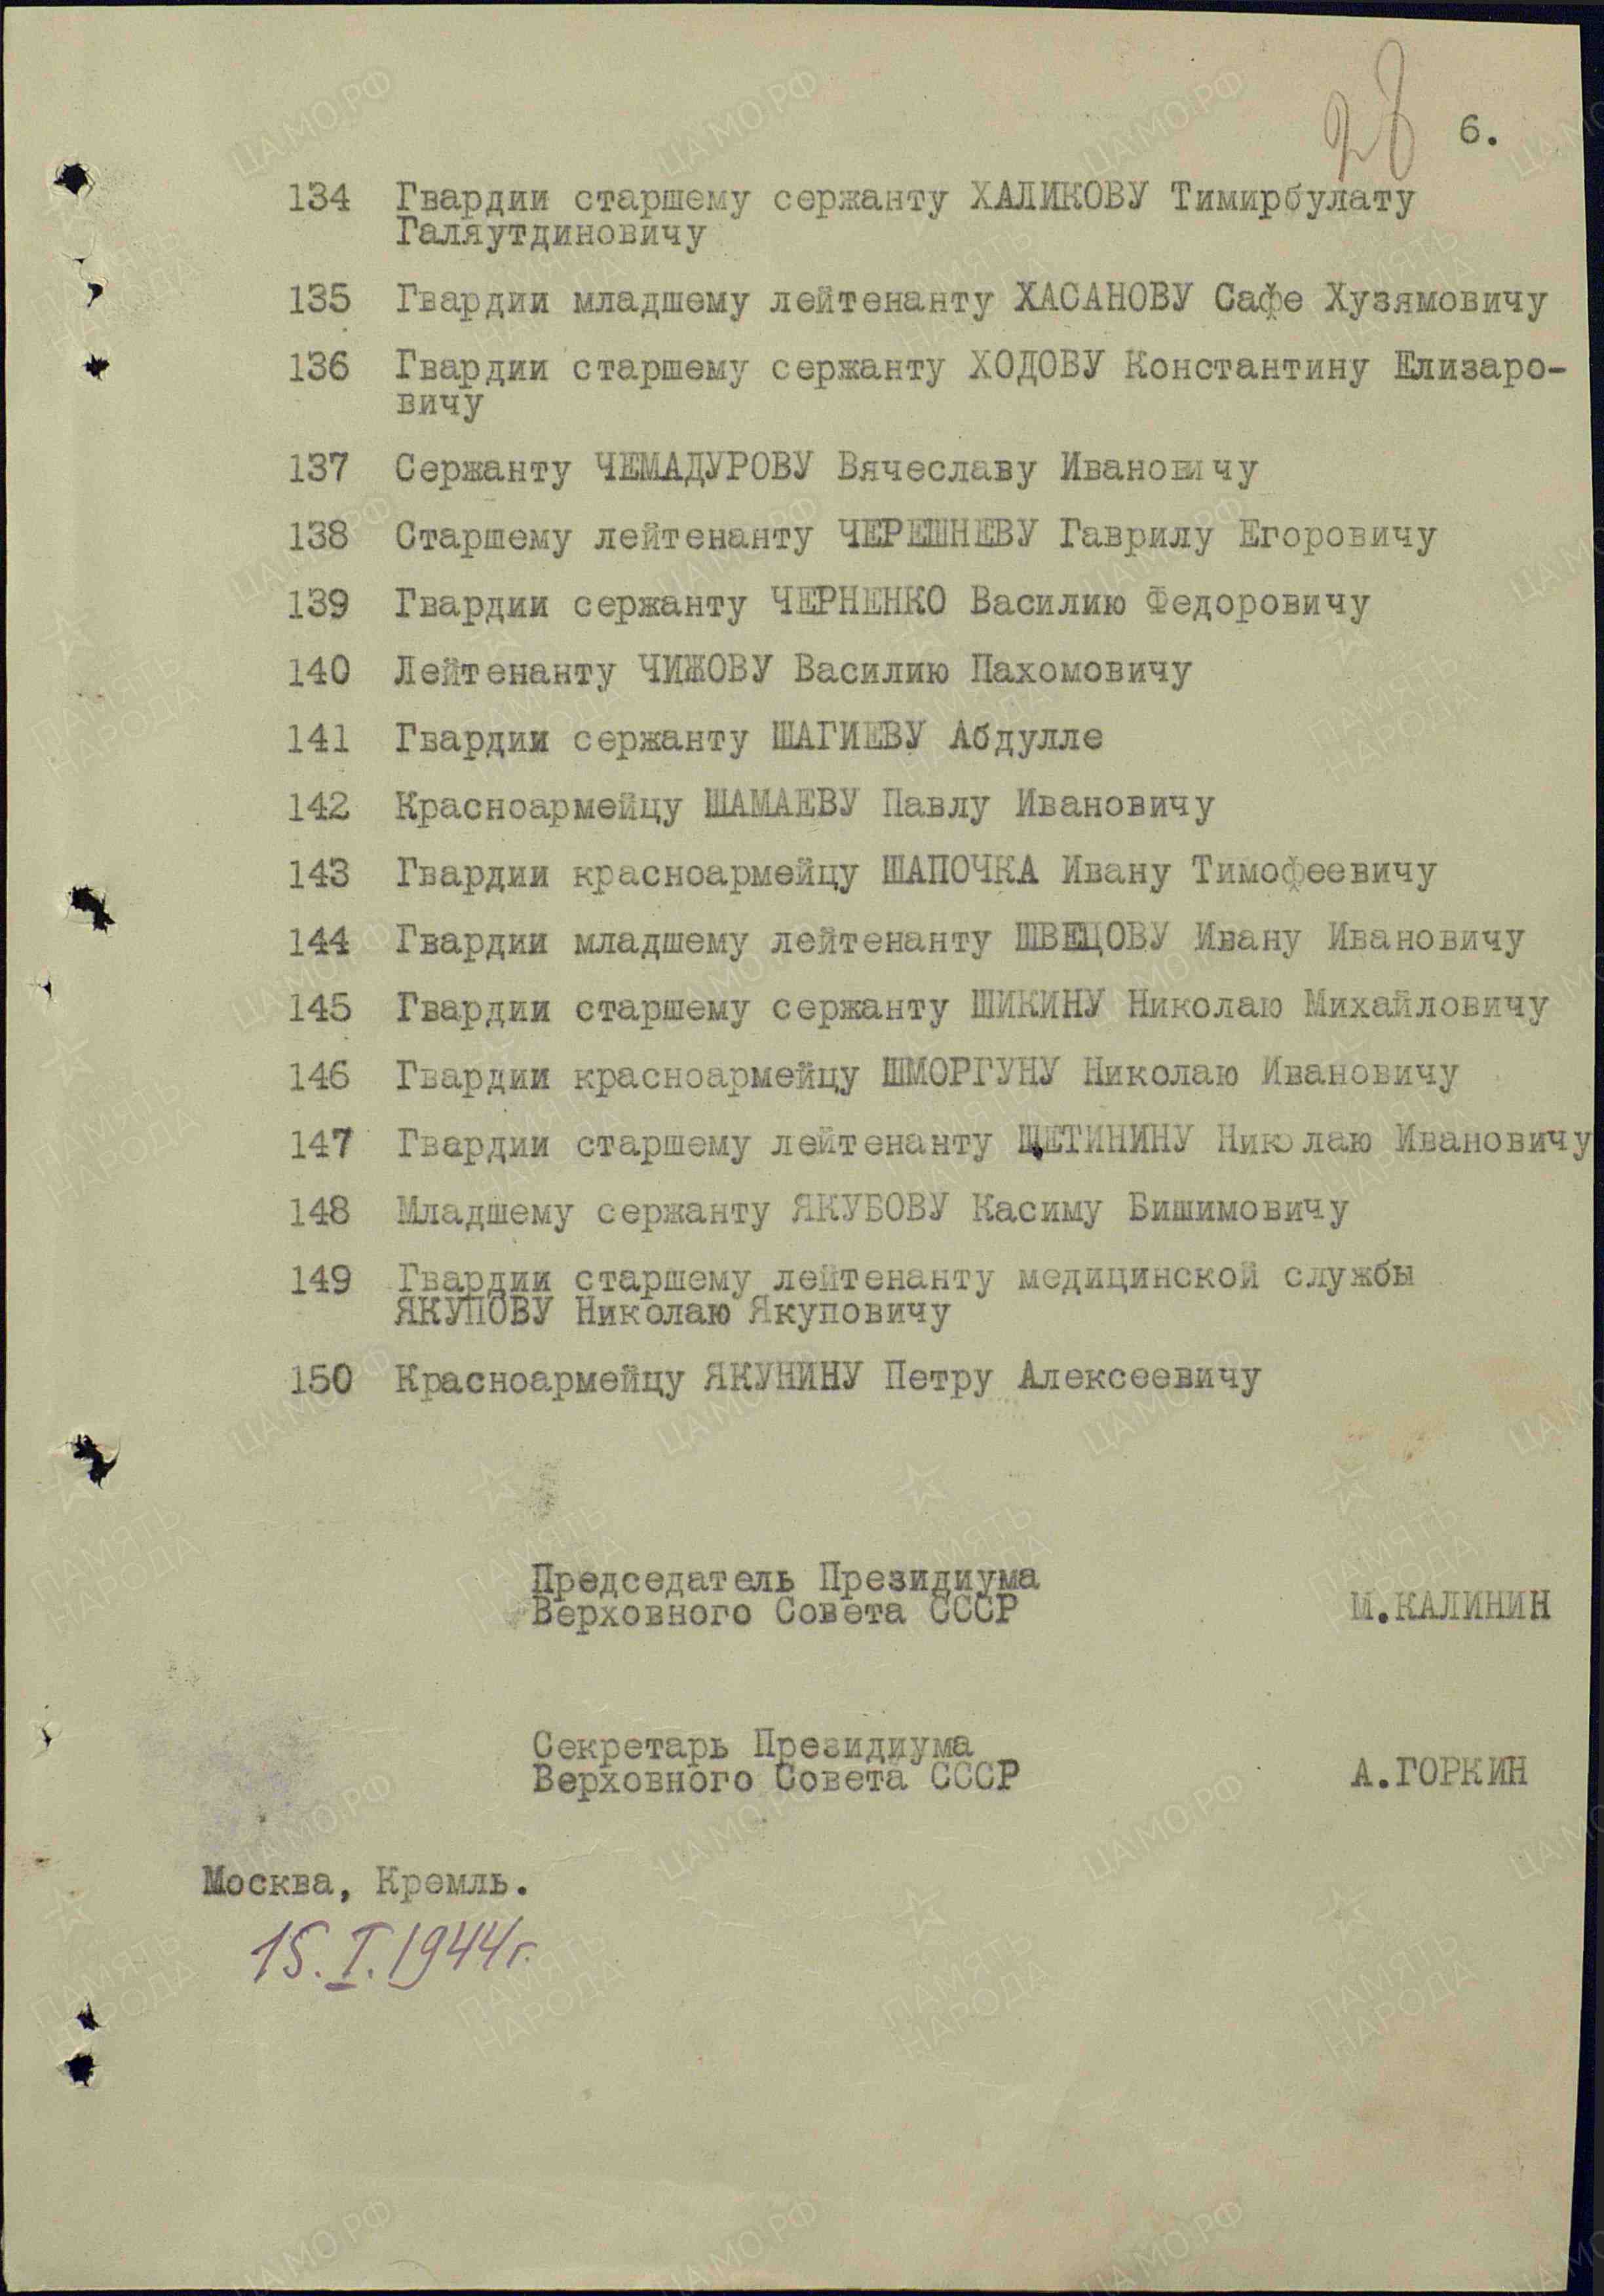 28 6.
134 Гвардии старшему сержанту ХАЛИКОВУ Тимирбулату
Галяутдиновичу
135 Гвардии младшему лейтенанту ХАСАНОВУ Сафе Хузямовичу
136 Гвардии старшему сержанту ХОДОВУ Константину Елизаро-
вичу
137 Сержанту ЧЕМАДУРОВУ Вячеславу Ивановичу
138 Старшему лейтенанту ЧЕРЕШНЕВУ Гаврилу Егоровичу
139 Гвардии сержанту ЧЕРНЕНКО Василию Федоровичу
140 Лейтенанту ЧИЖОВУ Василию Пахомовичу
141 Гвардии сержанту ШАГИЕВУ Абдулле
142 Красноармейцу ШАМАЕВУ Павлу Ивановичу
143 Гвардии красноармейцу ШАПОЧКА Ивану Тимофеевичу
144 Гвардии младшему лейтенанту ШВЕЦОВУ Ивану Ивановичу
145 Гвардии старшему сержанту ШИКИНУ Николаю Михайловичу
146 Гвардии красноармейцу ШМОРГУНУ Николаю Ивановичу
147 Гвардии старшему лейтенанту ЩЕТИНИНУ Николаю Ивановичу
148 Младшему сержанту ЯКУБОВУ Касиму Бишимовичу
149 Гвардии старшему лейтенанту медицинской службы
ЯКУПОВУ Николаю Якуповичу
150 Красноармейцу ЯКУНИНУ Петру Алексеевичу
Председатель Президиума
Верховного Совета СССР М.КАЛИНИН
Секретарь Президиума
Верховного Совета СССР А.ГОРКИН
Москва, Кремль.
15.I.1944г.